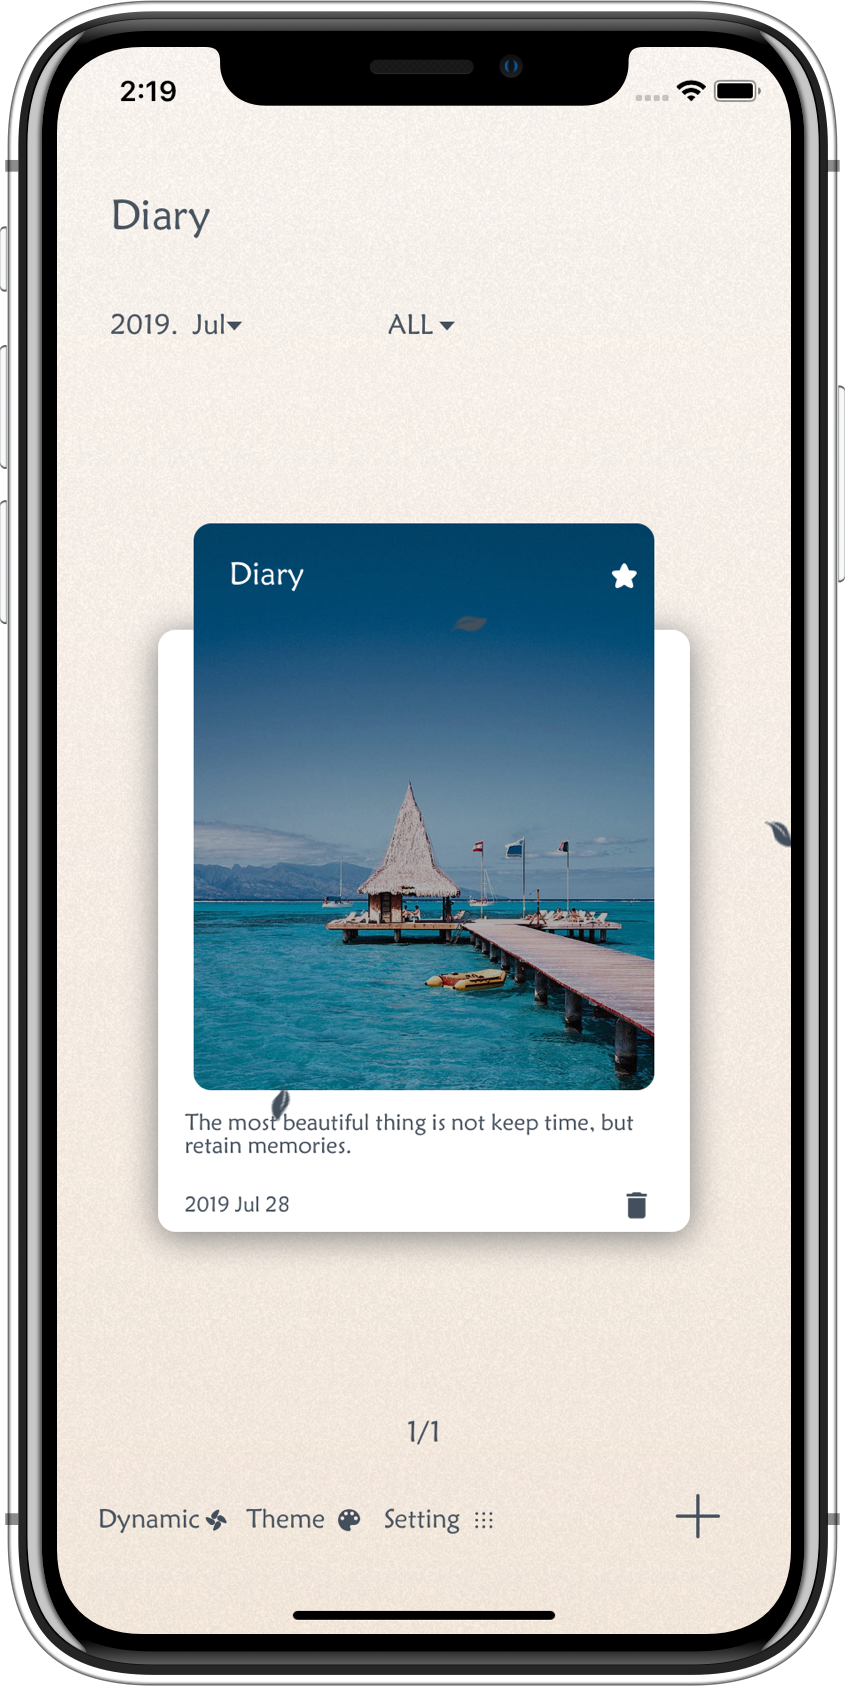 2:19
Diary
2019. Jul
ALL
Diary
The most beautiful thing is not keep time, but
retain memories.
2019 Jul 28
1/1
Dynamic Theme Setting